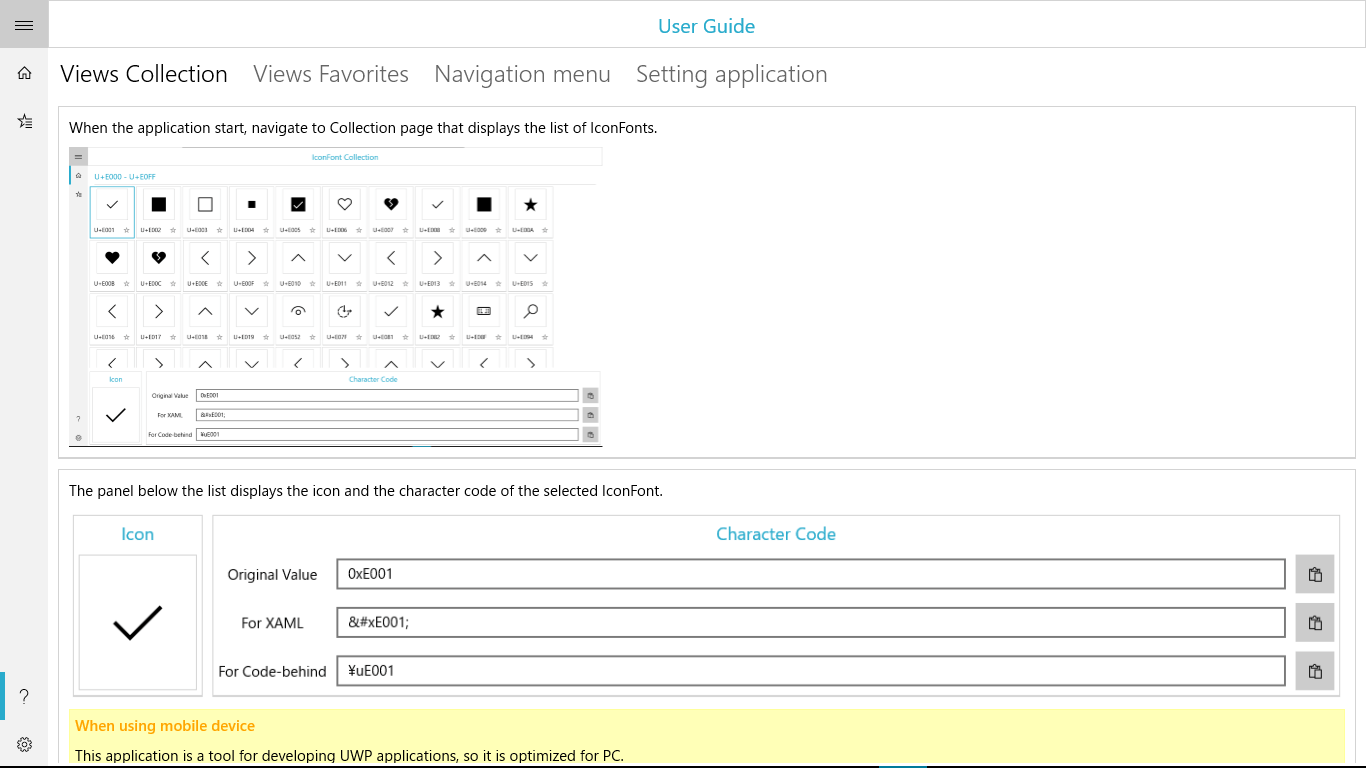 User Guide
Views Collection Views Favorites Navigation menu Setting application
When the application start, navigate to Collection page that displays the list of IconFonts.
IconFont Collection
U+E000 - U+E0FF
U+E001 U+E002 U+E003 U+E004 U+E005 U+E006 U+E007 U+E008 U+E009 U+E00A
U+E00B U+E00C U+E00E U+E00F U+E010 U+E011 U+E012 U+E013 U+E014 U+E015
U+E016 U+E017 U+E018 U+E019 U+E052 U+E07F U+E081 U+E082 U+E08F U+E094
Icon Character Code
Original Value 0xE001
For XAML &#xE001;
For Code-behind ¥uE001
The panel below the list displays the icon and the character code of the selected IconFont.
Icon Character Code
Original Value 0xE001
For XAML &#xE001;
For Code-behind ¥uE001
When using mobile device
This application is a tool for developing UWP applications, so it is optimized for PC.